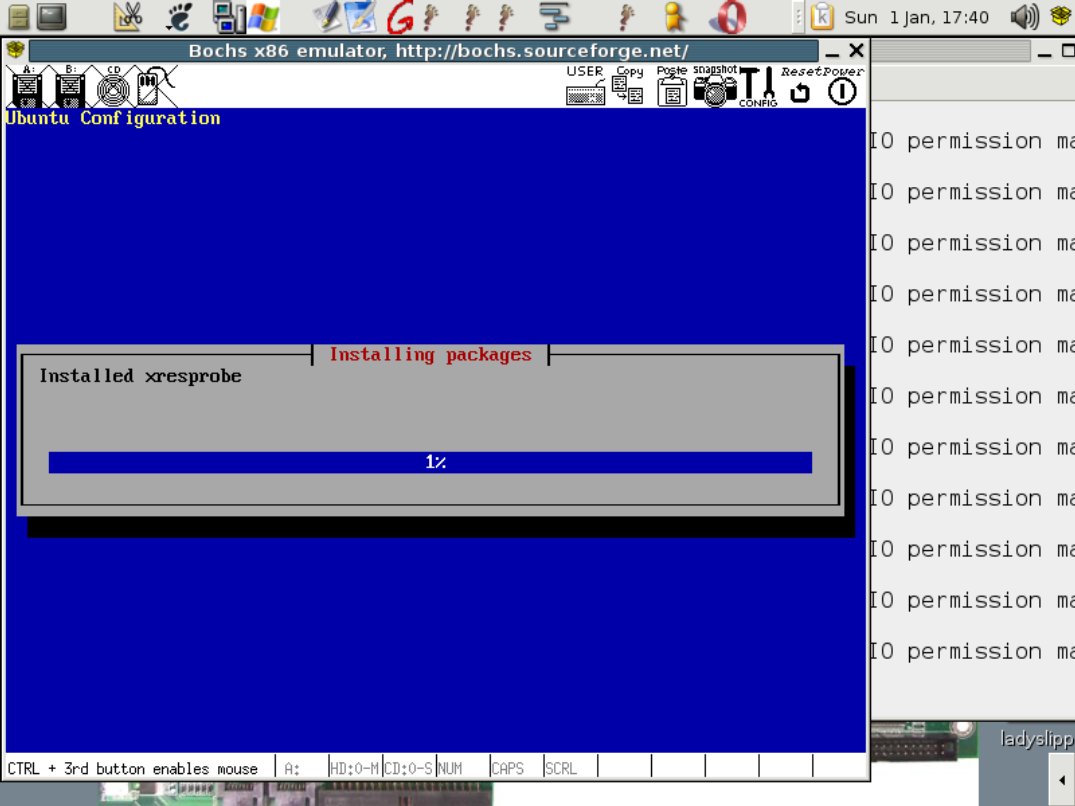 Sun 1 Jan, 17:40
Bochs x86 emulator, http://bochs.sourceforge.net/
A: B: CD USER Copy Paste snapshot CONFIG Reset Power
Ubuntu Configuration
Installing packages
Installed xresprobe
1%
CTRL + 3rd button enables mouse A: HD:0-M CD:0-S NUM CAPS SCRL
IO permission ma
IO permission ma
IO permission ma
IO permission ma
IO permission ma
IO permission ma
IO permission ma
IO permission ma
IO permission ma
IO permission ma
IO permission ma
ladyslipp